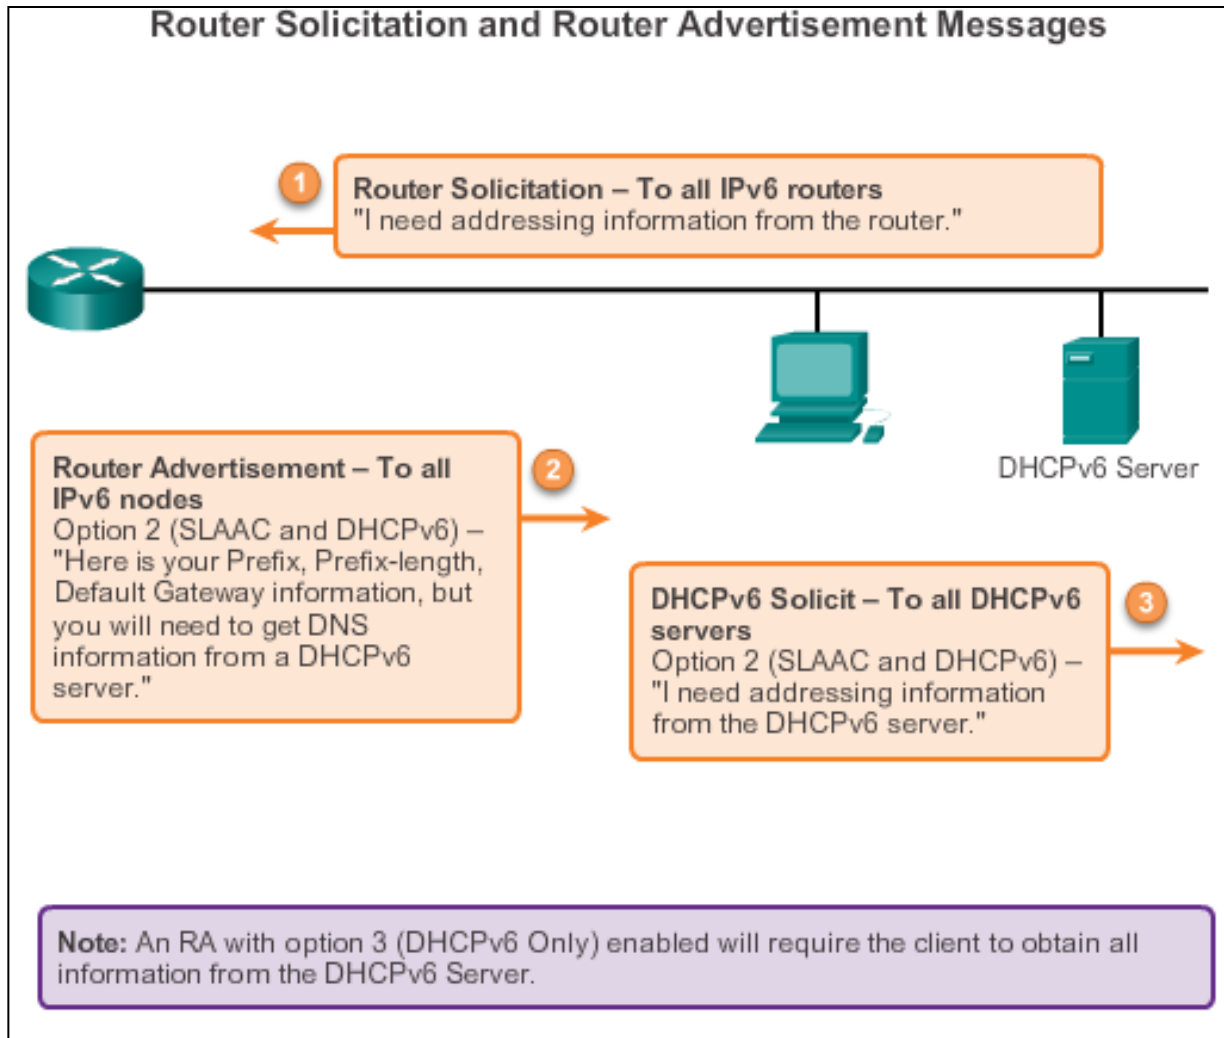 Router Solicitation and Router Advertisement Messages
1
Router Solicitation – To all IPv6 routers
"I need addressing information from the router."
DHCPv6 Server
Router Advertisement – To all
IPv6 nodes
Option 2 (SLAAC and DHCPv6) –
"Here is your Prefix, Prefix-length,
Default Gateway information, but
you will need to get DNS
information from a DHCPv6
server."
2
DHCPv6 Solicit – To all DHCPv6
servers
Option 2 (SLAAC and DHCPv6) –
"I need addressing information
from the DHCPv6 server."
3
Note: An RA with option 3 (DHCPv6 Only) enabled will require the client to obtain all
information from the DHCPv6 Server.